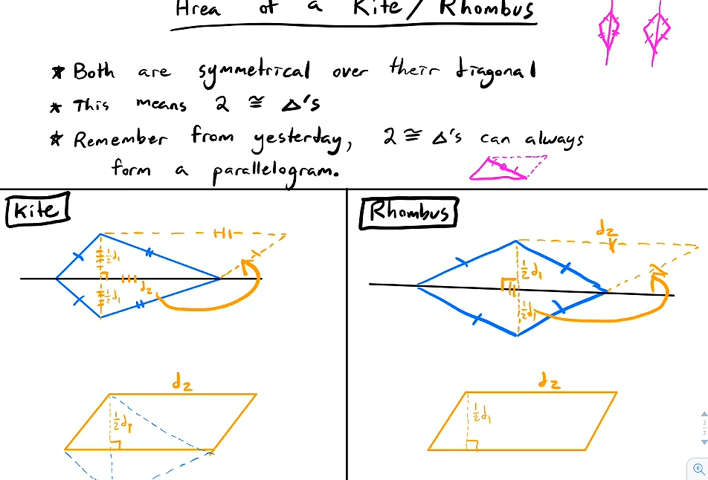 Area of a Kite/Rhombus
* Both are symmetrical over their diagonal
* This means 2 ≅ Δ's
* Remember from yesterday, 2 ≅ Δ's can always
form a parallelogram.
Kite
½d₁
½d₁
d₂
d₂
½d₁
Rhombus
d₂
½d₁
½d₁
d₂
½d₁